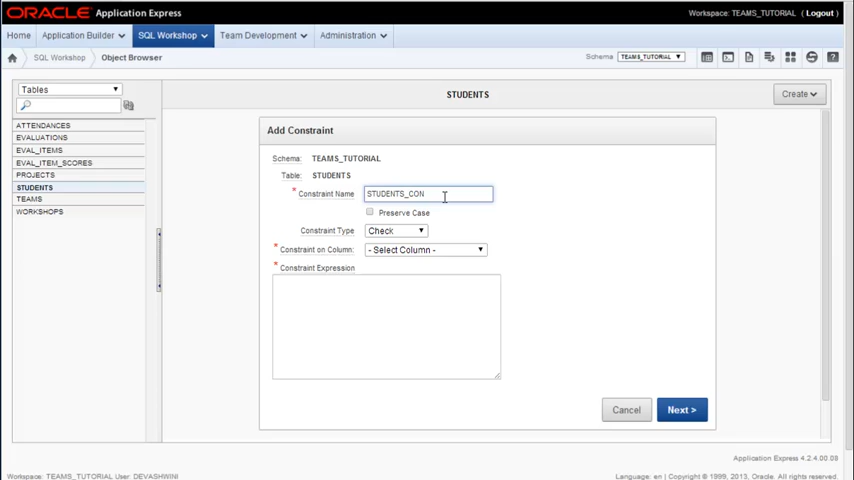 ORACLE Application Express
Workspace: TEAMS_TUTORIAL ( Logout )
Home Application Builder SQL Workshop Team Development Administration
SQL Workshop Object Browser Schema TEAMS_TUTORIAL
Tables
STUDENTS
Create
ATTENDANCES
EVALUATIONS
EVAL_ITEMS
EVAL_ITEM_SCORES
PROJECTS
STUDENTS
TEAMS
WORKSHOPS
Add Constraint
Schema: TEAMS_TUTORIAL
Table: STUDENTS
* Constraint Name STUDENTS_CON
Preserve Case
Constraint Type Check
* Constraint on Column: - Select Column -
* Constraint Expression
Cancel Next >
Application Express 4.2.4.00.08
Workspace: TEAMS_TUTORIAL User: DEVASHWINI
Language: en | Copyright © 1999, 2013, Oracle. All rights reserved.